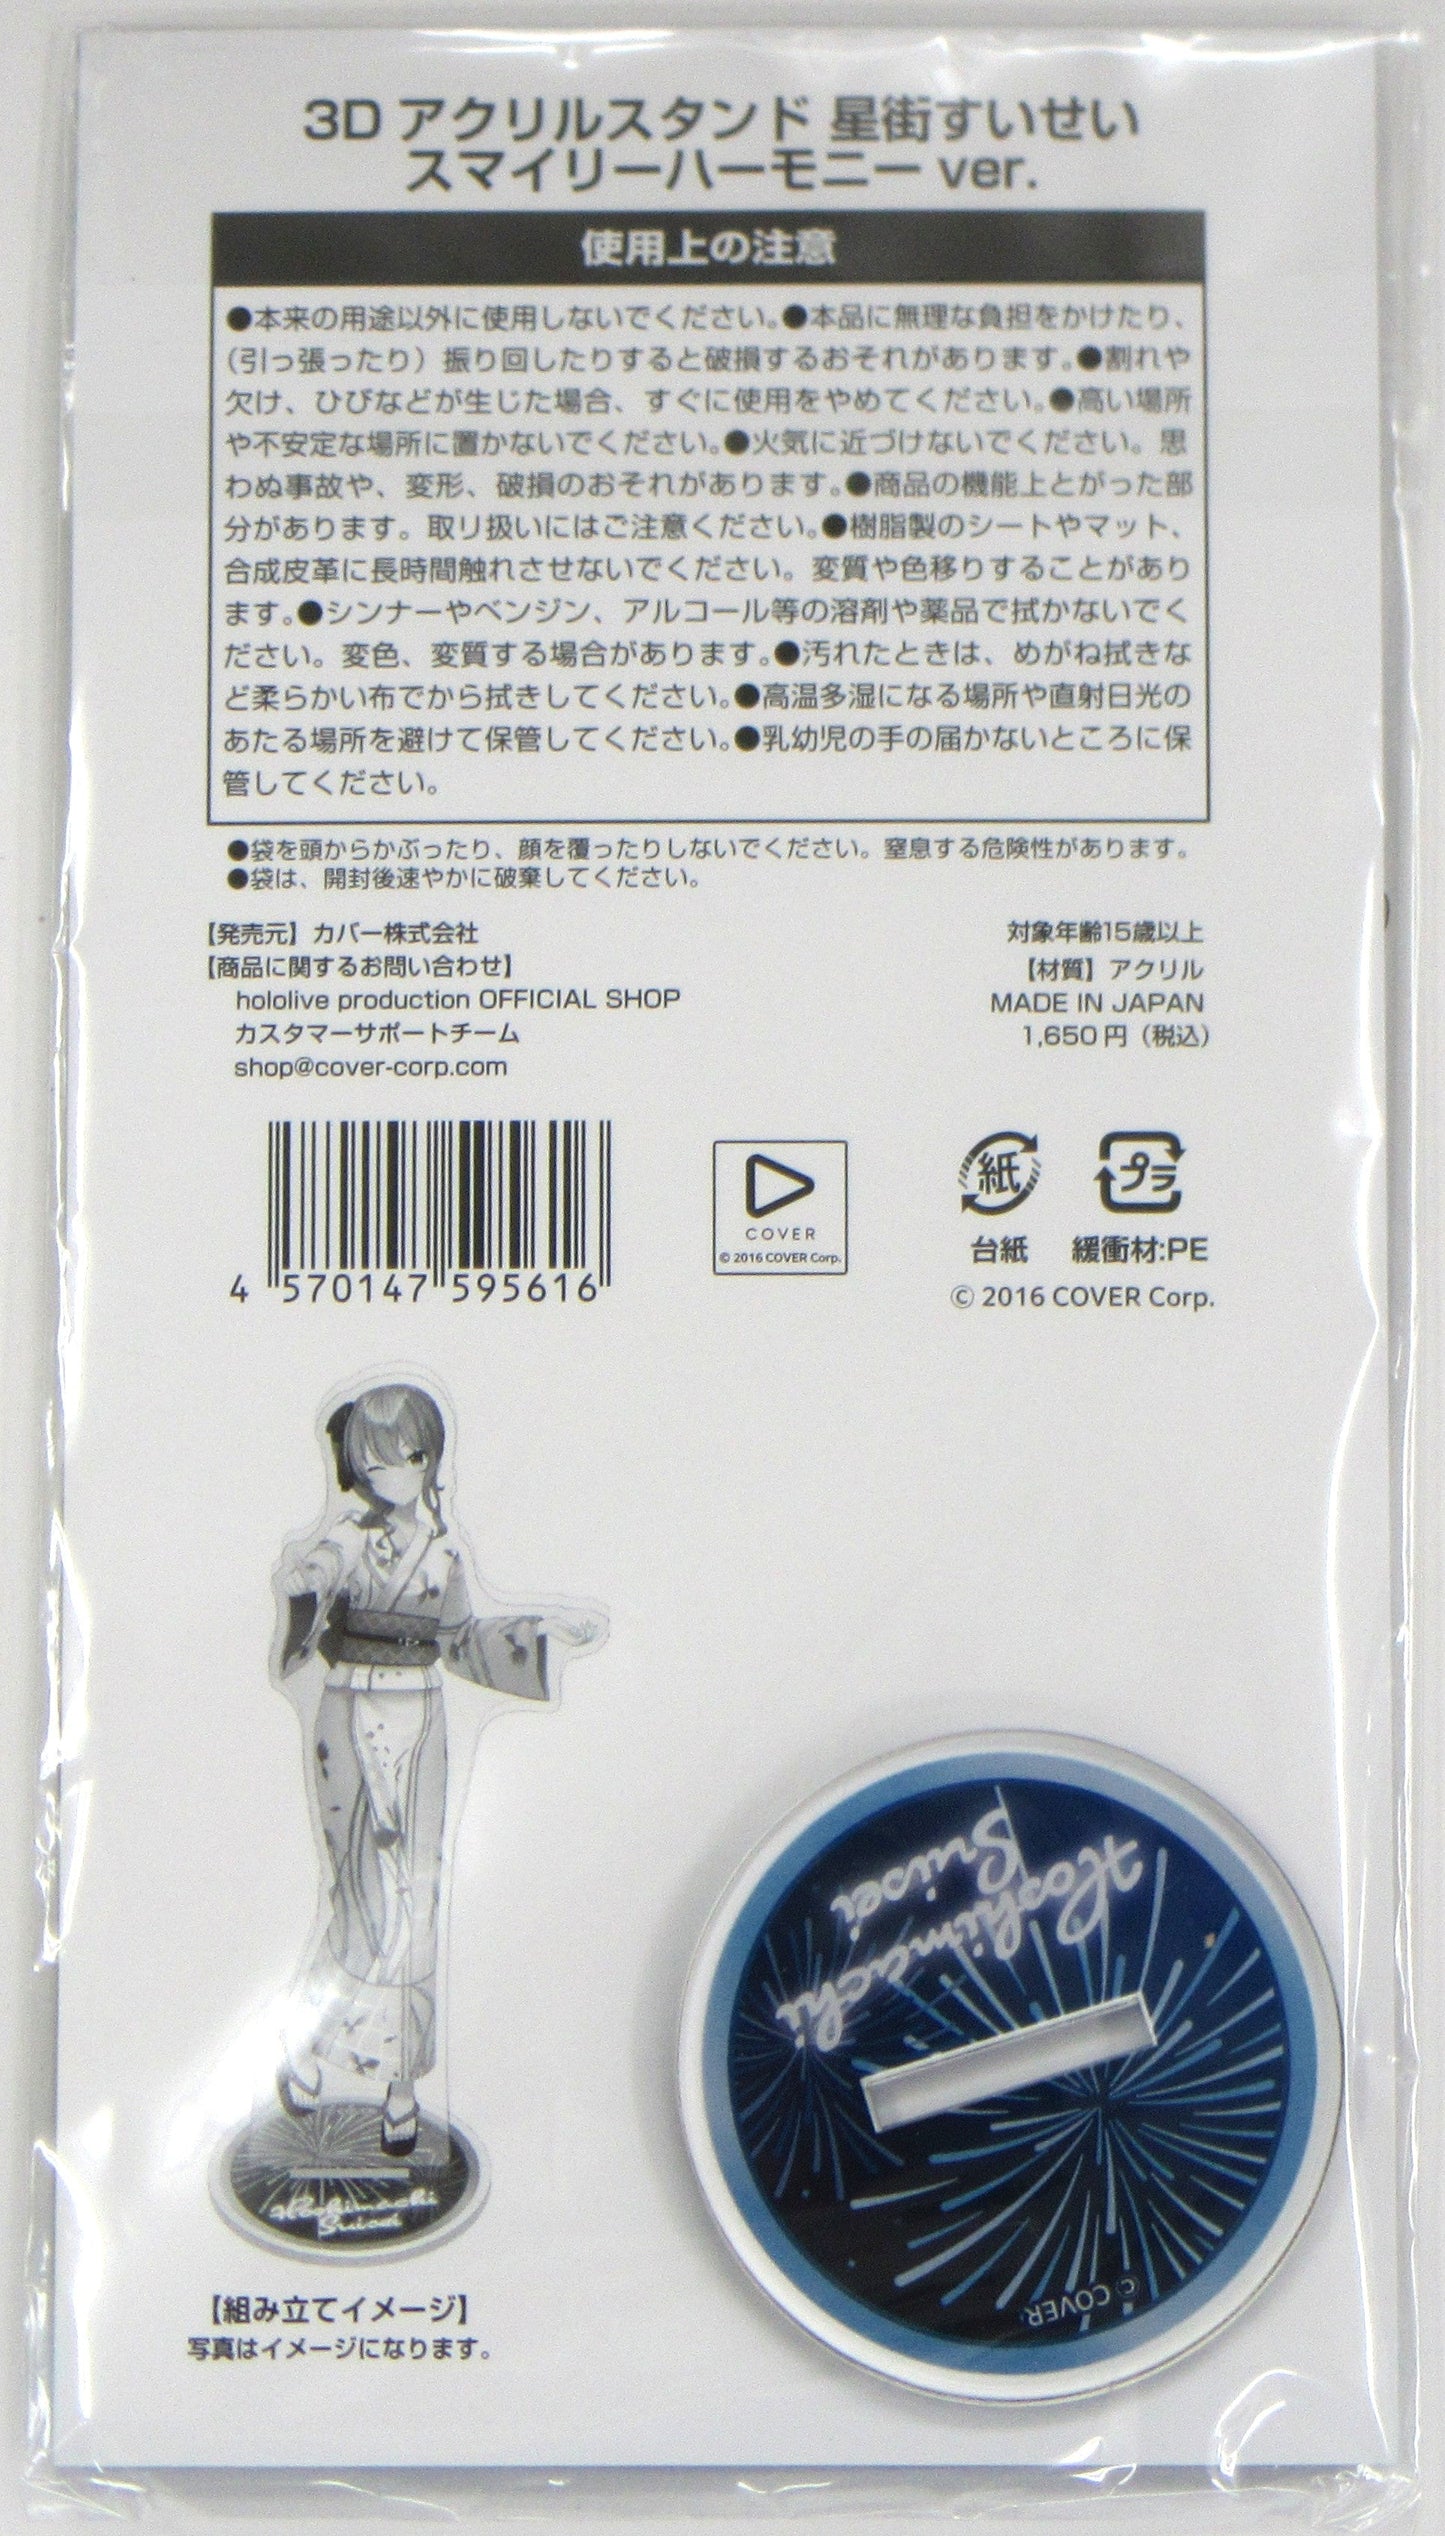 3D アクリルスタンド 星街すいせい
スマイリーハーモニー ver.
使用上の注意
●本来の用途以外に使用しないでください。●本品に無理な負担をかけたり、
(引っ張ったり）振り回したりすると破損するおそれがあります。●割れや
欠け、ひびなどが生じた場合、すぐに使用をやめてください。●高い場所
や不安定な場所に置かないでください。●火気に近づけないでください。思
わぬ事故や、変形、破損のおそれがあります。●商品の機能上とがった部
分があります。取り扱いにはご注意ください。●樹脂製のシートやマット、
合成皮革に長時間触れさせないでください。変質や色移りすることがあり
ます。●シンナーやベンジン、アルコール等の溶剤や薬品で拭かないでく
ださい。変色、変質する場合があります。●汚れたときは、めがね拭きな
ど柔らかい布でから拭きしてください。●高温多湿になる場所や直射日光の
あたる場所を避けて保管してください。●乳幼児の手の届かないところに保
管してください。
●袋を頭からかぶったり、顔を覆ったりしないでください。窒息する危険性があります。
●袋は、開封後速やかに破棄してください。
【発売元】カバー株式会社
【商品に関するお問い合わせ】
hololive production OFFICIAL SHOP
カスタマーサポートチーム
shop@cover-corp.com
対象年齢15歳以上
【材質】アクリル
MADE IN JAPAN
1,650 円（税込）
4 570147 595616
COVER
© 2016 COVER Corp.
紙
台紙
プラ
緩衝材:PE
© 2016 COVER Corp.
Hoshimachi
Suisei
【組み立てイメージ】
写真はイメージになります。
Hoshimachi
Suisei
© COVER